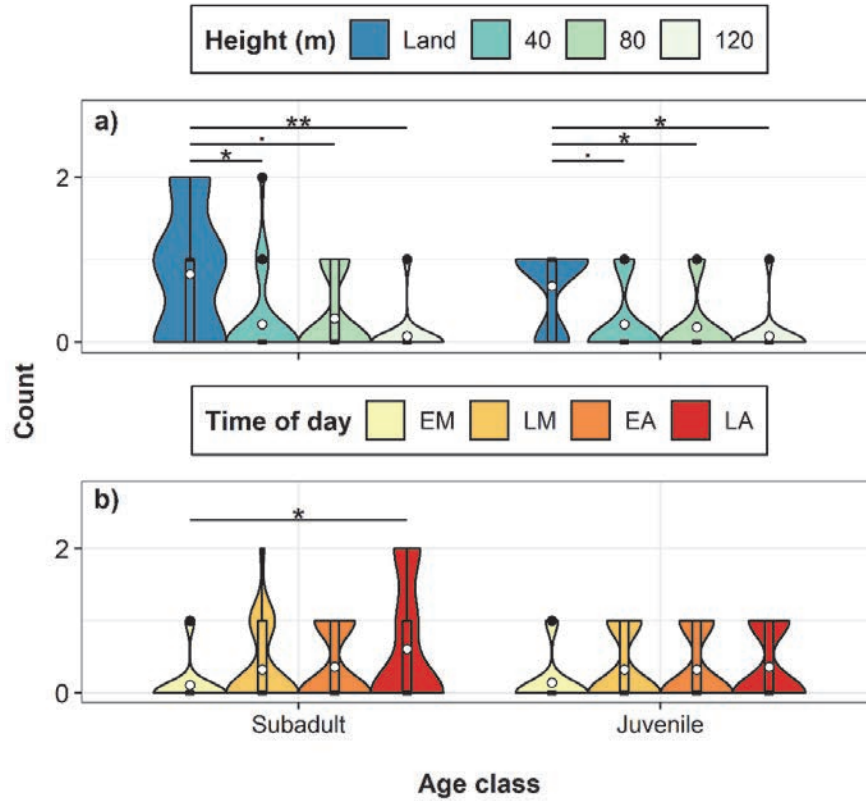 Height (m) Land 40 80 120
a)
**
.
*
*
*
.
2
0
Count
Time of day EM LM EA LA
b)
*
2
0
Subadult Juvenile
Age class